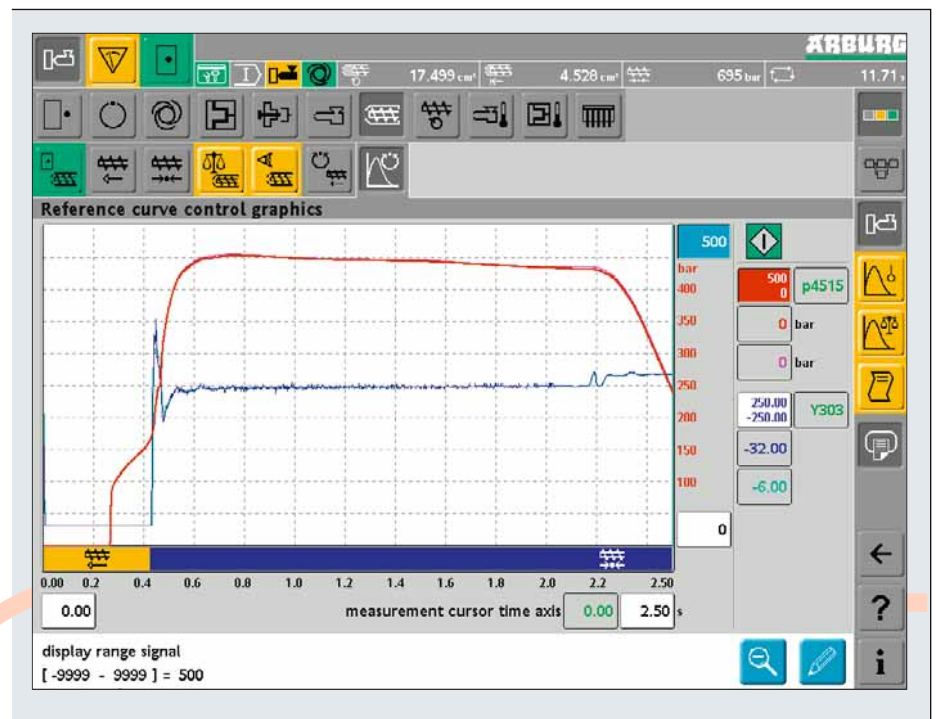 ARBURG
17.499 cm³ 4.528 cm³ 695 bar 11.71 s
Reference curve control graphics
500
bar
400
350
300
250
200
150
100
0
500
0
p4515
0 bar
0 bar
250.00
-250.00
Y303
-32.00
-6.00
0.00 0.2 0.4 0.6 0.8 1.0 1.2 1.4 1.6 1.8 2.0 2.2 2.50
0.00 measurement cursor time axis 0.00 2.50 s
display range signal
[ -9999 - 9999 ] = 500
?
i